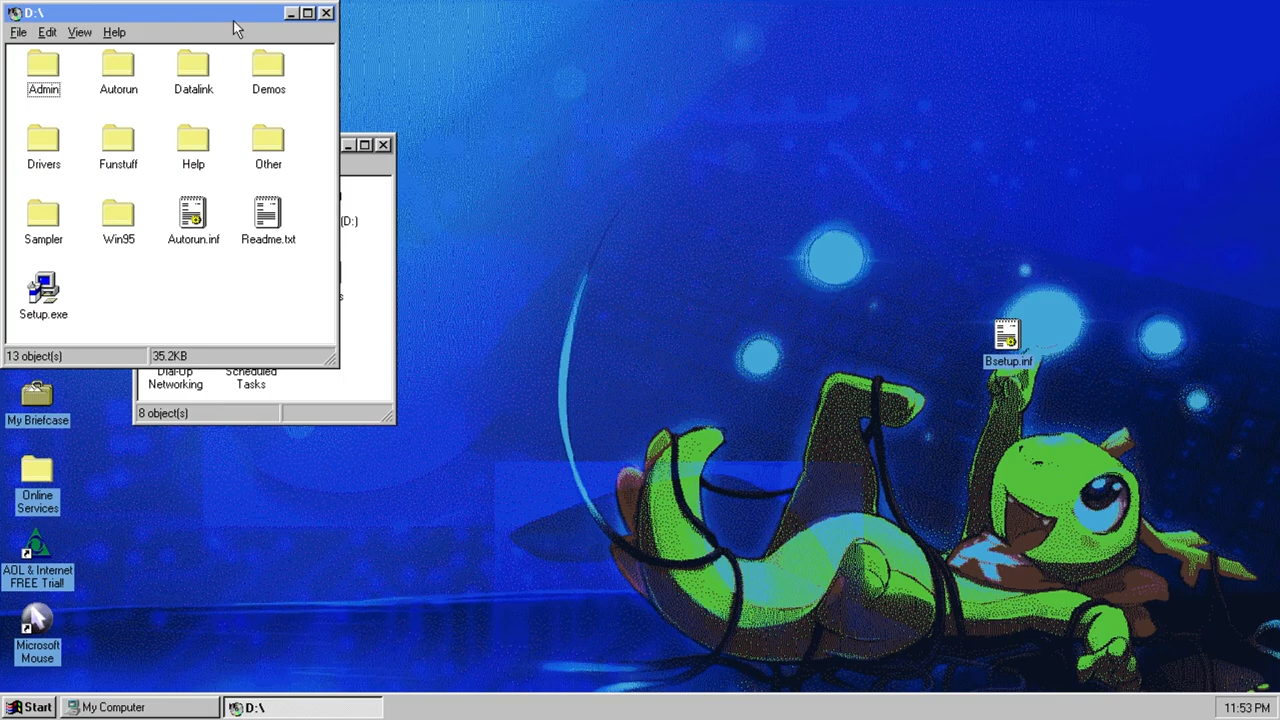 D:\
File Edit View Help
Admin Autorun Datalink Demos
Drivers Funstuff Help Other
Sampler Win95 Autorun.inf Readme.txt
Setup.exe
13 object(s) 35.2KB
(D:)
Dial-Up
Networking
Scheduled
Tasks
8 object(s)
My Briefcase
Online
Services
AOL & Internet
FREE Trial!
Microsoft
Mouse
Bsetup.inf
Start My Computer D:\ 11:53 PM